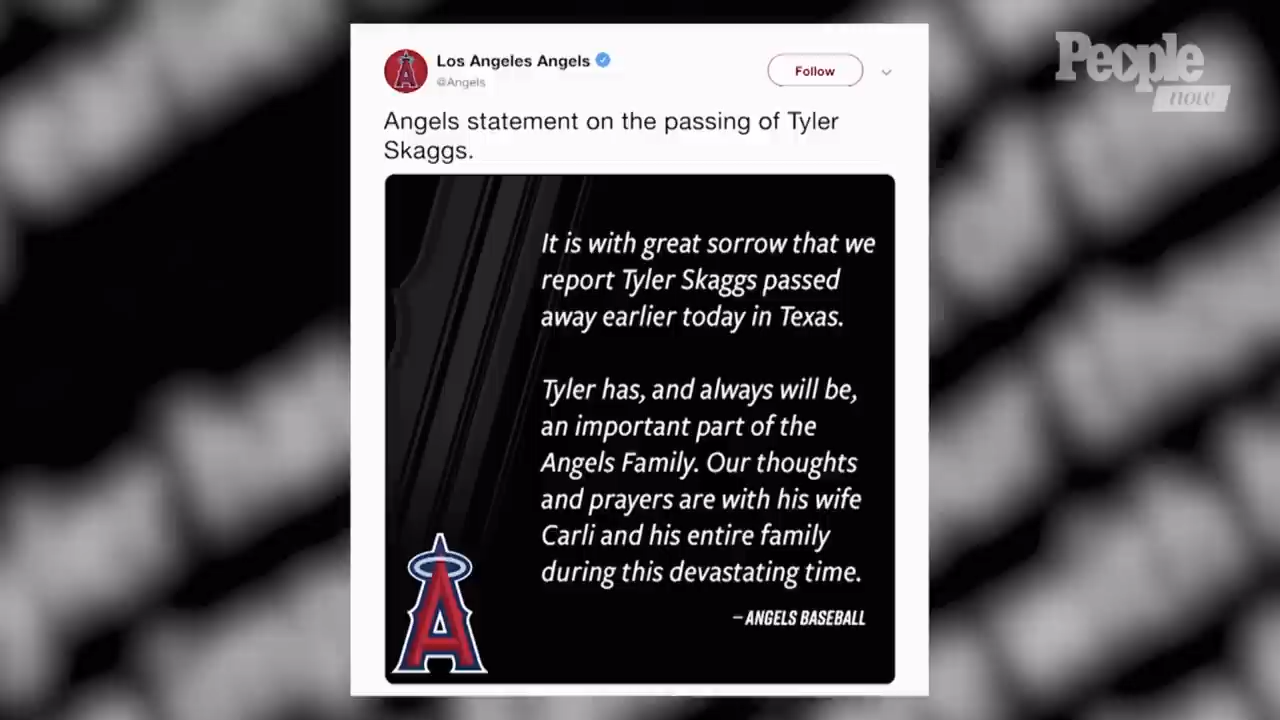 Los Angeles Angels
@Angels
Follow
People
now
Angels statement on the passing of Tyler
Skaggs.
It is with great sorrow that we
report Tyler Skaggs passed
away earlier today in Texas.
Tyler has, and always will be,
an important part of the
Angels Family. Our thoughts
and prayers are with his wife
Carli and his entire family
during this devastating time.
– ANGELS BASEBALL
A